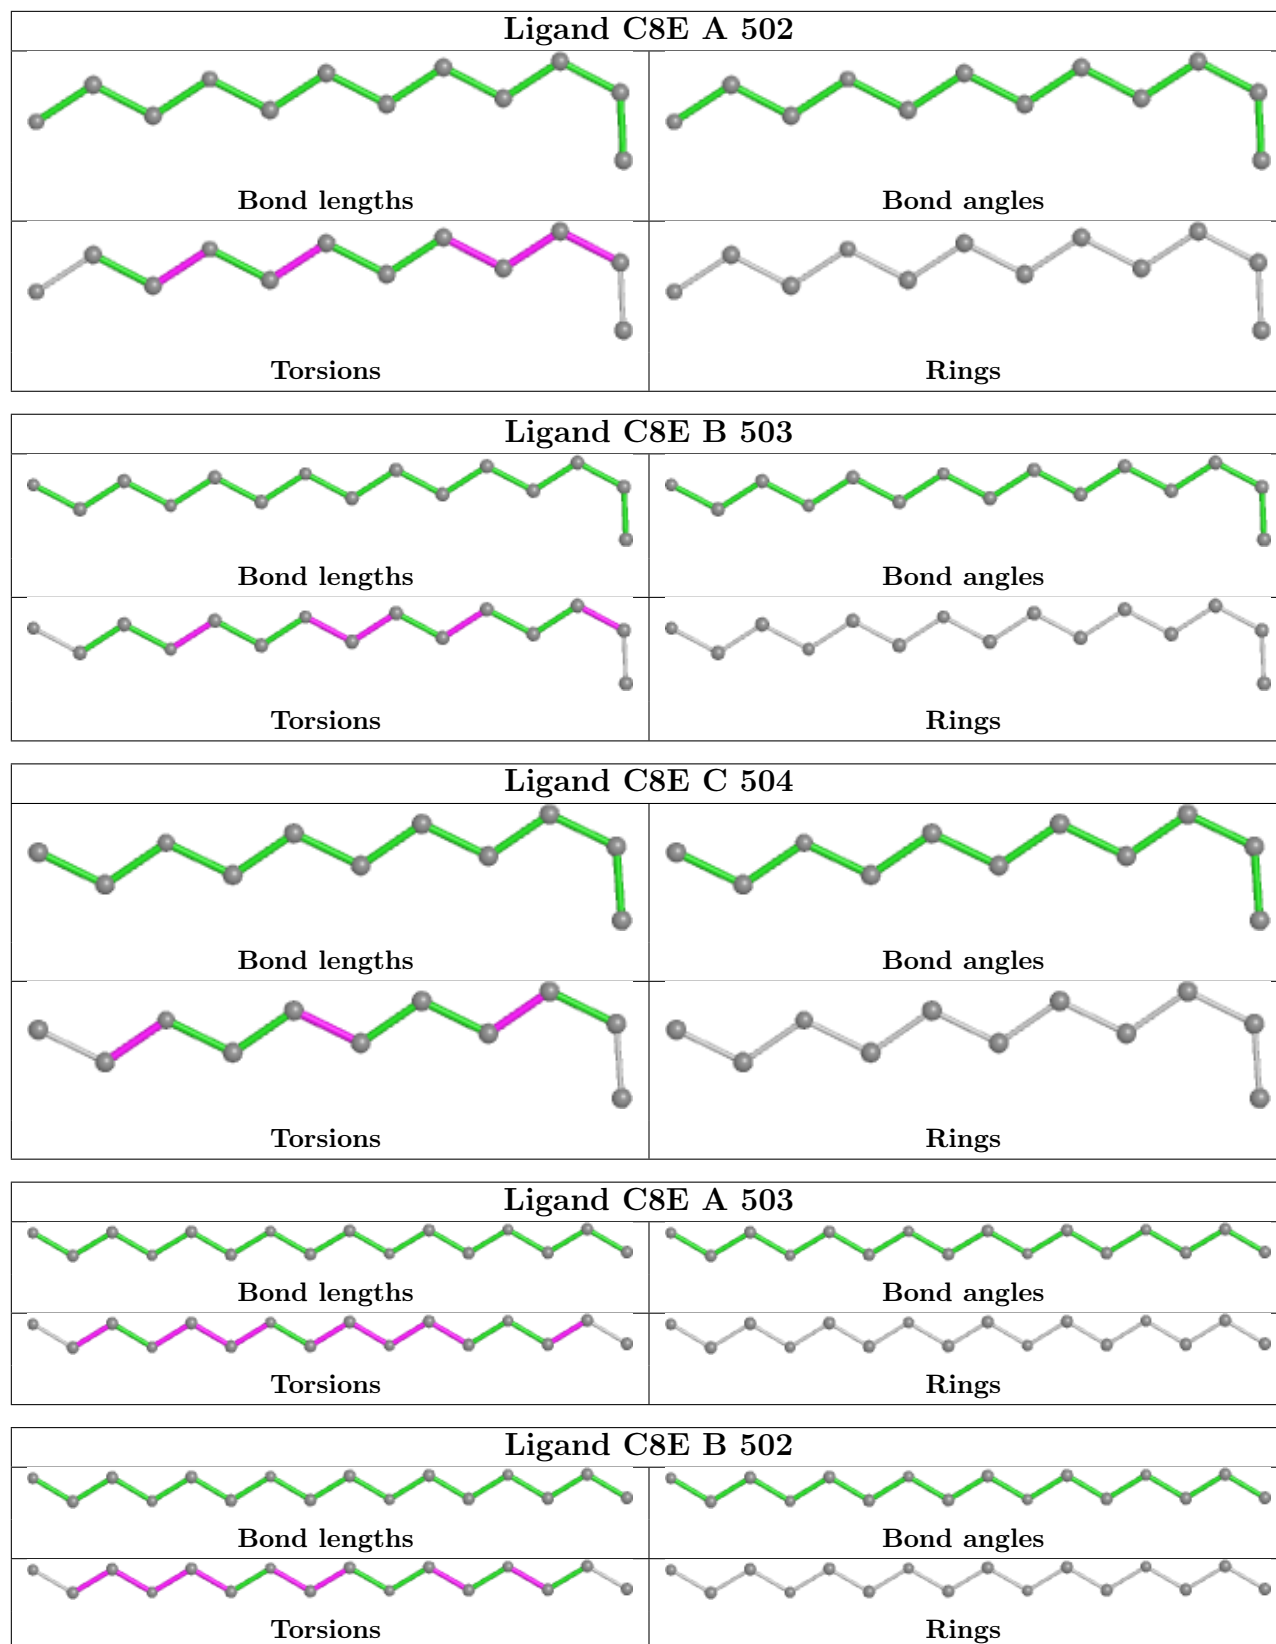 Ligand C8E A 502
Bond lengths
Bond angles
Torsions
Rings
Ligand C8E B 503
Bond lengths
Bond angles
Torsions
Rings
Ligand C8E C 504
Bond lengths
Bond angles
Torsions
Rings
Ligand C8E A 503
Bond lengths
Bond angles
Torsions
Rings
Ligand C8E B 502
Bond lengths
Bond angles
Torsions
Rings